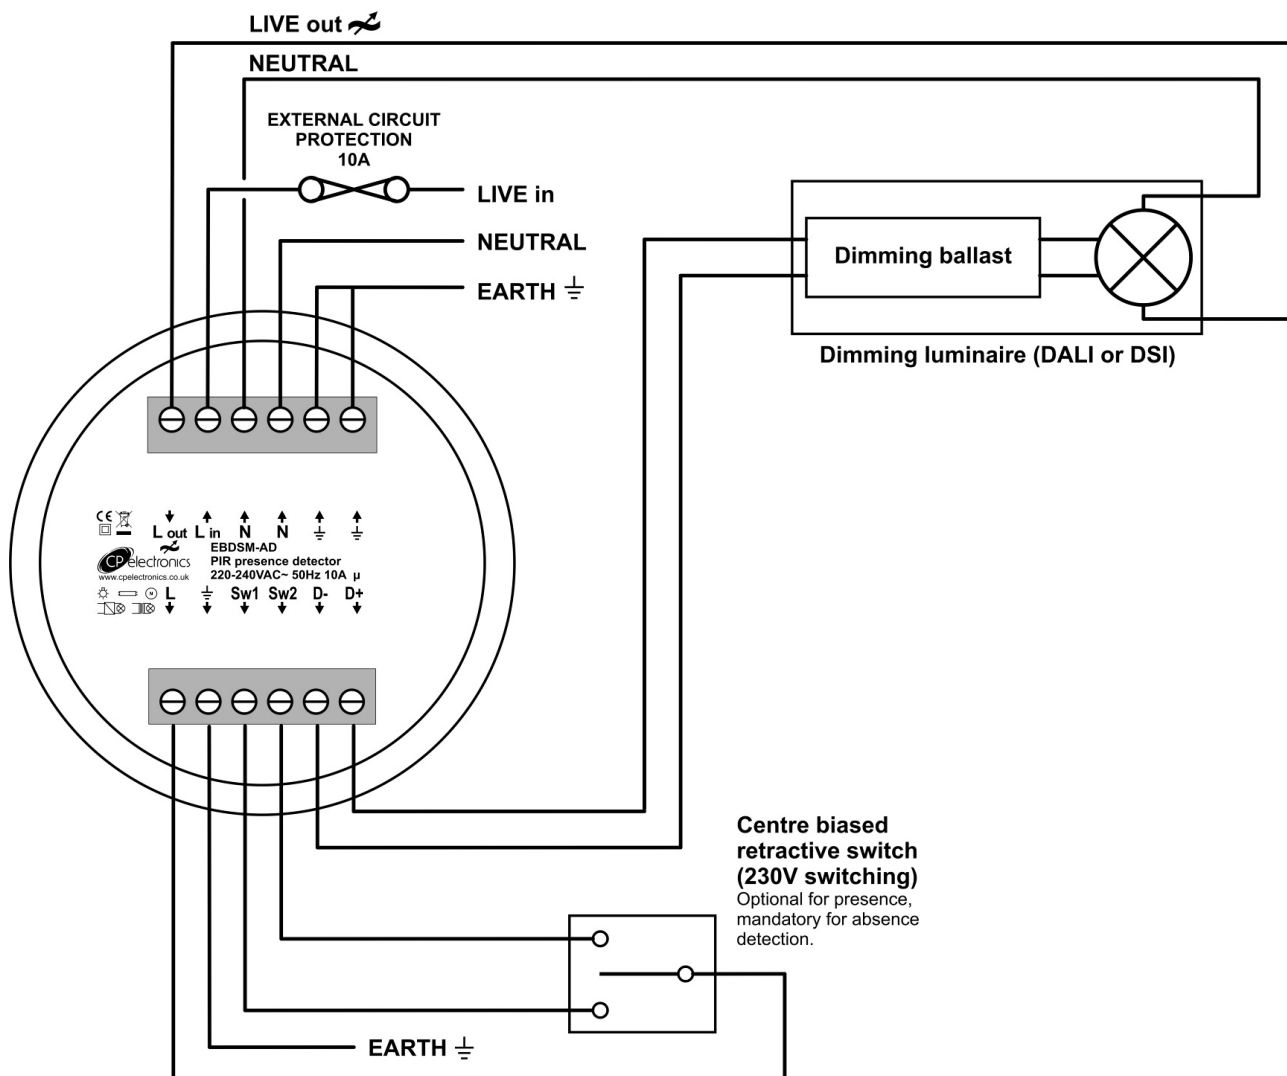 LIVE out
NEUTRAL
EXTERNAL CIRCUIT
PROTECTION
10A
LIVE in
NEUTRAL
EARTH
Dimming ballast
Dimming luminaire (DALI or DSI)
L out L in N N
EBDSM-AD
CP electronics
PIR presence detector
www.cpelectronics.co.uk
220-240VAC~ 50Hz 10A µ
L Sw1 Sw2 D- D+
Centre biased
retractive switch
(230V switching)
Optional for presence,
mandatory for absence
detection.
EARTH